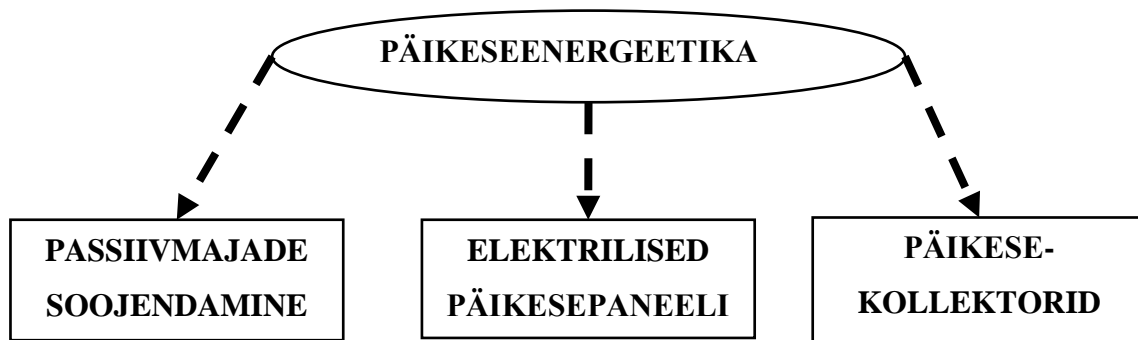 PÄIKESEENERGEETIKA
PASSIIVMAJADE
SOOJENDAMINE
ELEKTRILISED
PÄIKESEPANEELI
PÄIKESE-
KOLLEKTORID